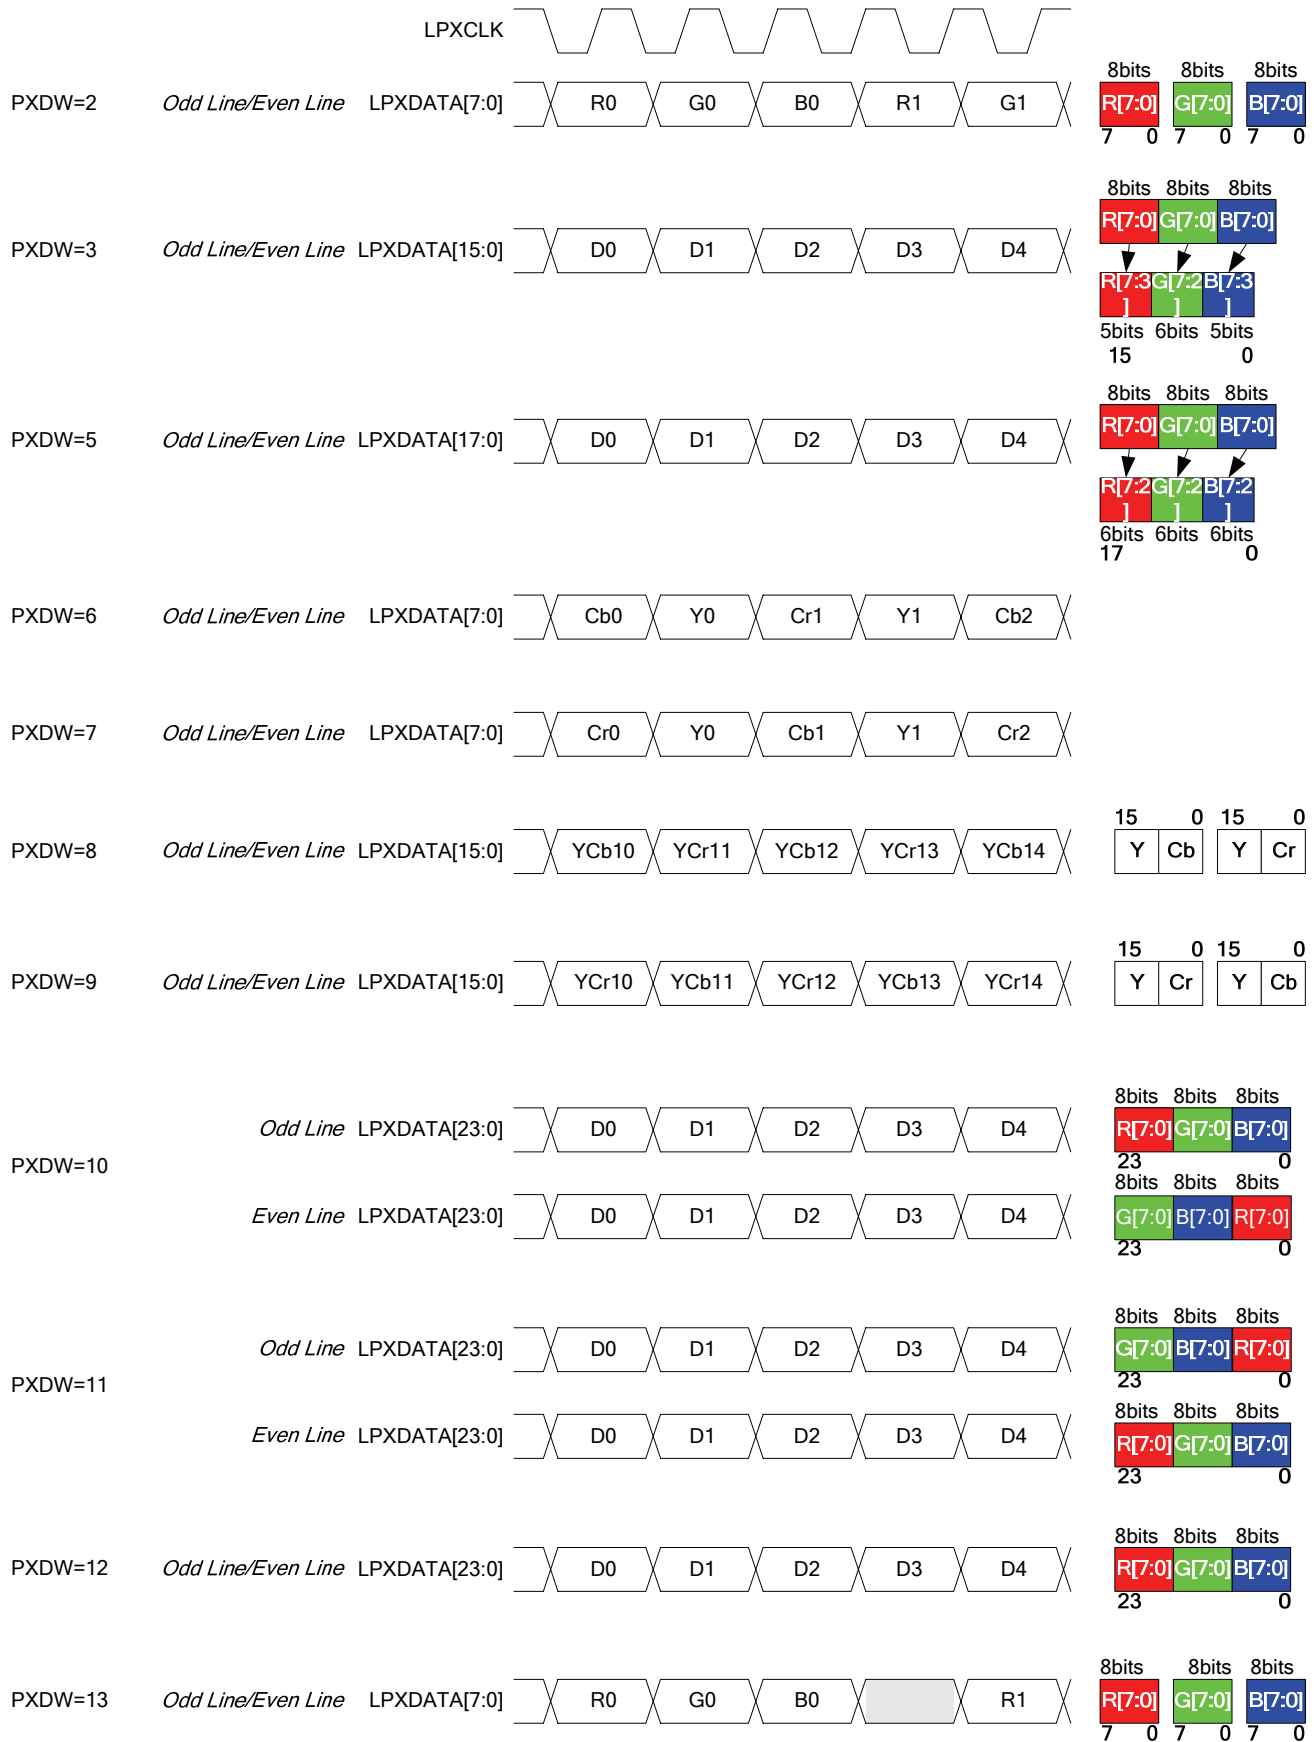 LPXCLK
8bits 8bits 8bits
PXDW=2 Odd Line/Even Line LPXDATA[7:0] R0 G0 B0 R1 G1 R[7:0] G[7:0] B[7:0]
7 0 7 0 7 0
8bits 8bits 8bits
R[7:0] G[7:0] B[7:0]
PXDW=3 Odd Line/Even Line LPXDATA[15:0] D0 D1 D2 D3 D4
R[7:3] G[7:2] B[7:3]
5bits 6bits 5bits
15 0
8bits 8bits 8bits
PXDW=5 Odd Line/Even Line LPXDATA[17:0] D0 D1 D2 D3 D4 R[7:0] G[7:0] B[7:0]
R[7:2] G[7:2] B[7:2]
6bits 6bits 6bits
17 0
PXDW=6 Odd Line/Even Line LPXDATA[7:0] Cb0 Y0 Cr1 Y1 Cb2
PXDW=7 Odd Line/Even Line LPXDATA[7:0] Cr0 Y0 Cb1 Y1 Cr2
15 0 15 0
PXDW=8 Odd Line/Even Line LPXDATA[15:0] YCb10 YCr11 YCb12 YCr13 YCb14 Y Cb Y Cr
15 0 15 0
PXDW=9 Odd Line/Even Line LPXDATA[15:0] YCr10 YCb11 YCr12 YCb13 YCr14 Y Cr Y Cb
8bits 8bits 8bits
Odd Line LPXDATA[23:0] D0 D1 D2 D3 D4 R[7:0] G[7:0] B[7:0]
23 0
PXDW=10
8bits 8bits 8bits
Even Line LPXDATA[23:0] D0 D1 D2 D3 D4 G[7:0] B[7:0] R[7:0]
23 0
8bits 8bits 8bits
Odd Line LPXDATA[23:0] D0 D1 D2 D3 D4 G[7:0] B[7:0] R[7:0]
23 0
PXDW=11
8bits 8bits 8bits
Even Line LPXDATA[23:0] D0 D1 D2 D3 D4 R[7:0] G[7:0] B[7:0]
23 0
8bits 8bits 8bits
PXDW=12 Odd Line/Even Line LPXDATA[23:0] D0 D1 D2 D3 D4 R[7:0] G[7:0] B[7:0]
23 0
8bits 8bits 8bits
PXDW=13 Odd Line/Even Line LPXDATA[7:0] R0 G0 B0 R1 R[7:0] G[7:0] B[7:0]
7 0 7 0 7 0